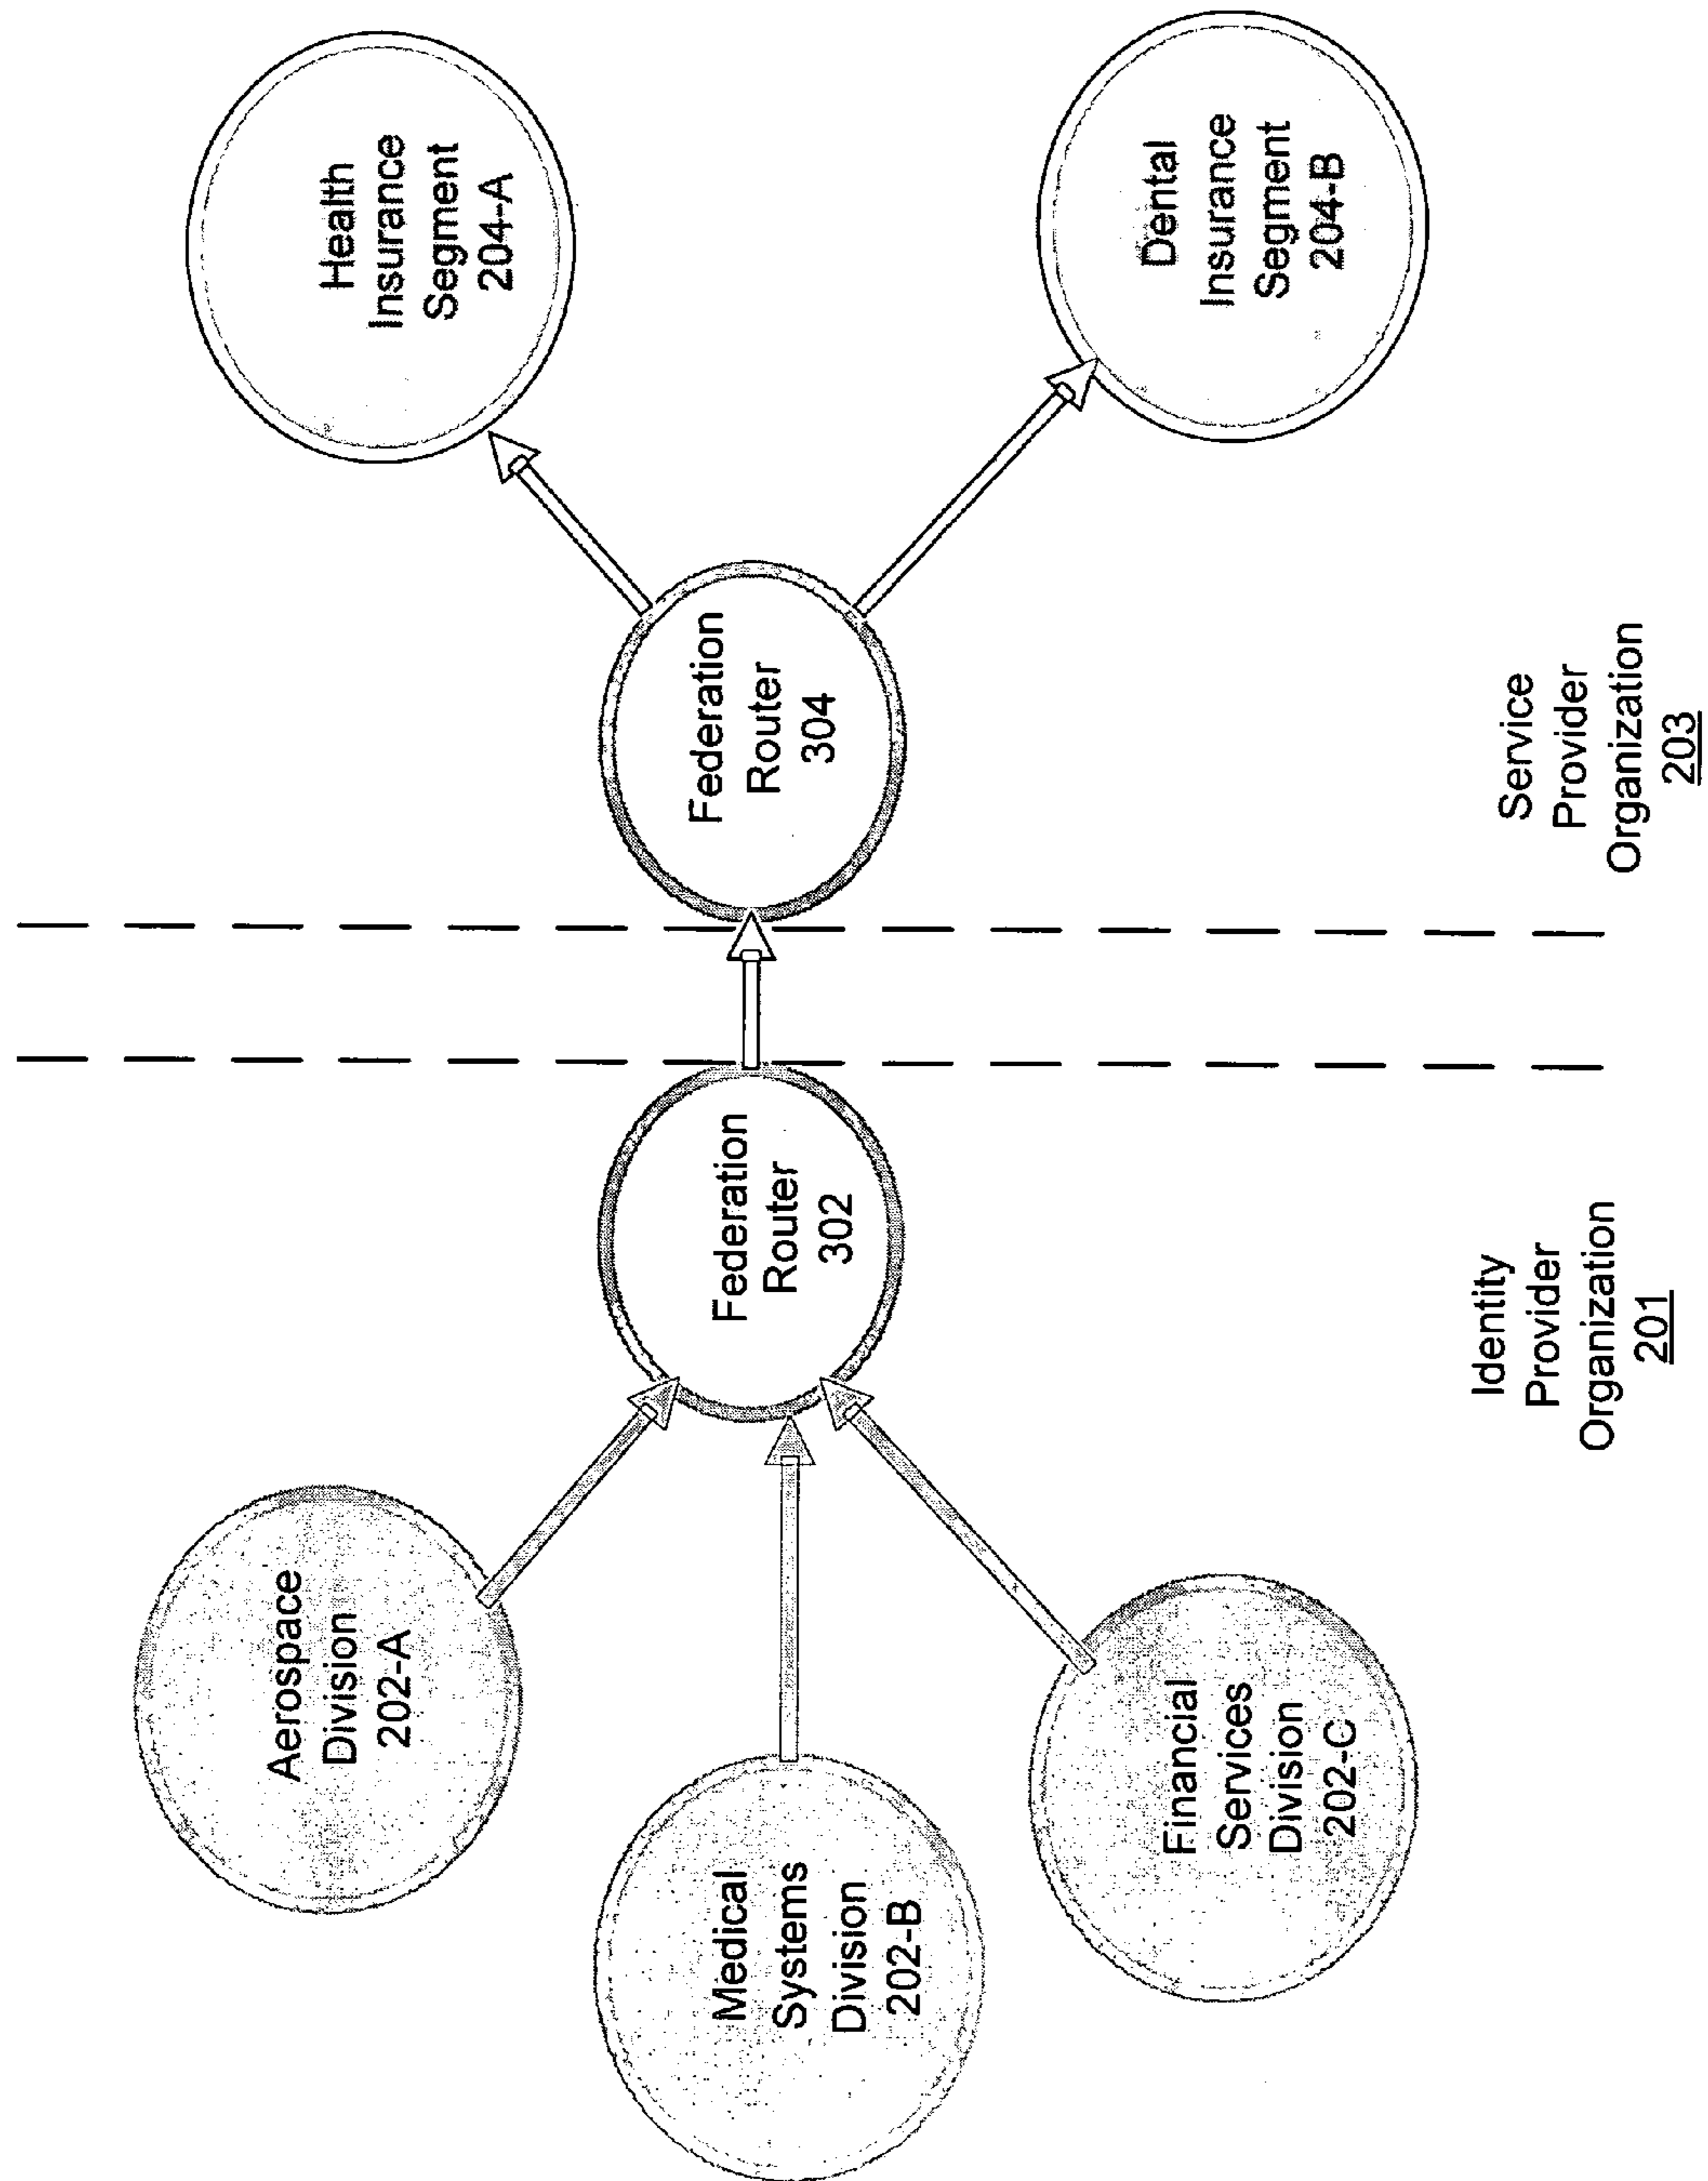 Aerospace
Division
202-A
Medical
Systems
Division
202-B
Financial
Services
Division
202-C
Federation
Router
302
Federation
Router
304
Health
Insurance
Segment
204-A
Dental
Insurance
Segment
204-B
Identity
Provider
Organization
201
Service
Provider
Organization
203